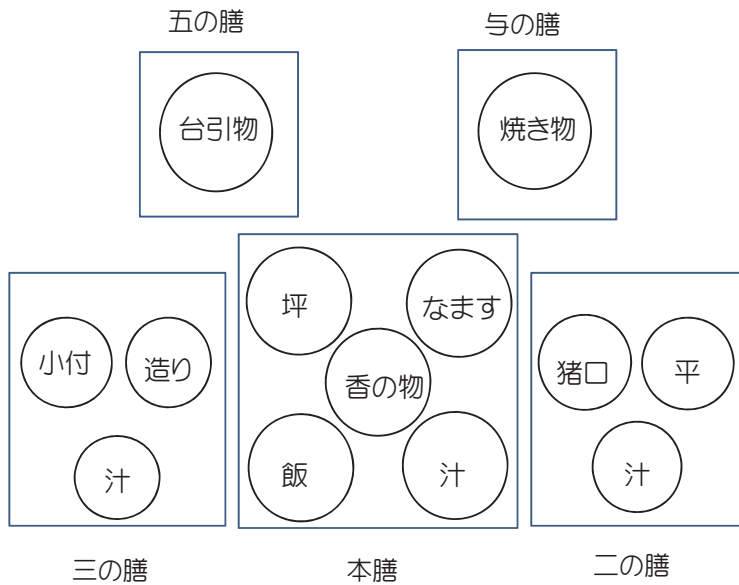 五の膳
与の膳
台引物
焼き物
坪
なます
小付
造り
香の物
猪口
平
汁
飯
汁
汁
三の膳
本膳
二の膳